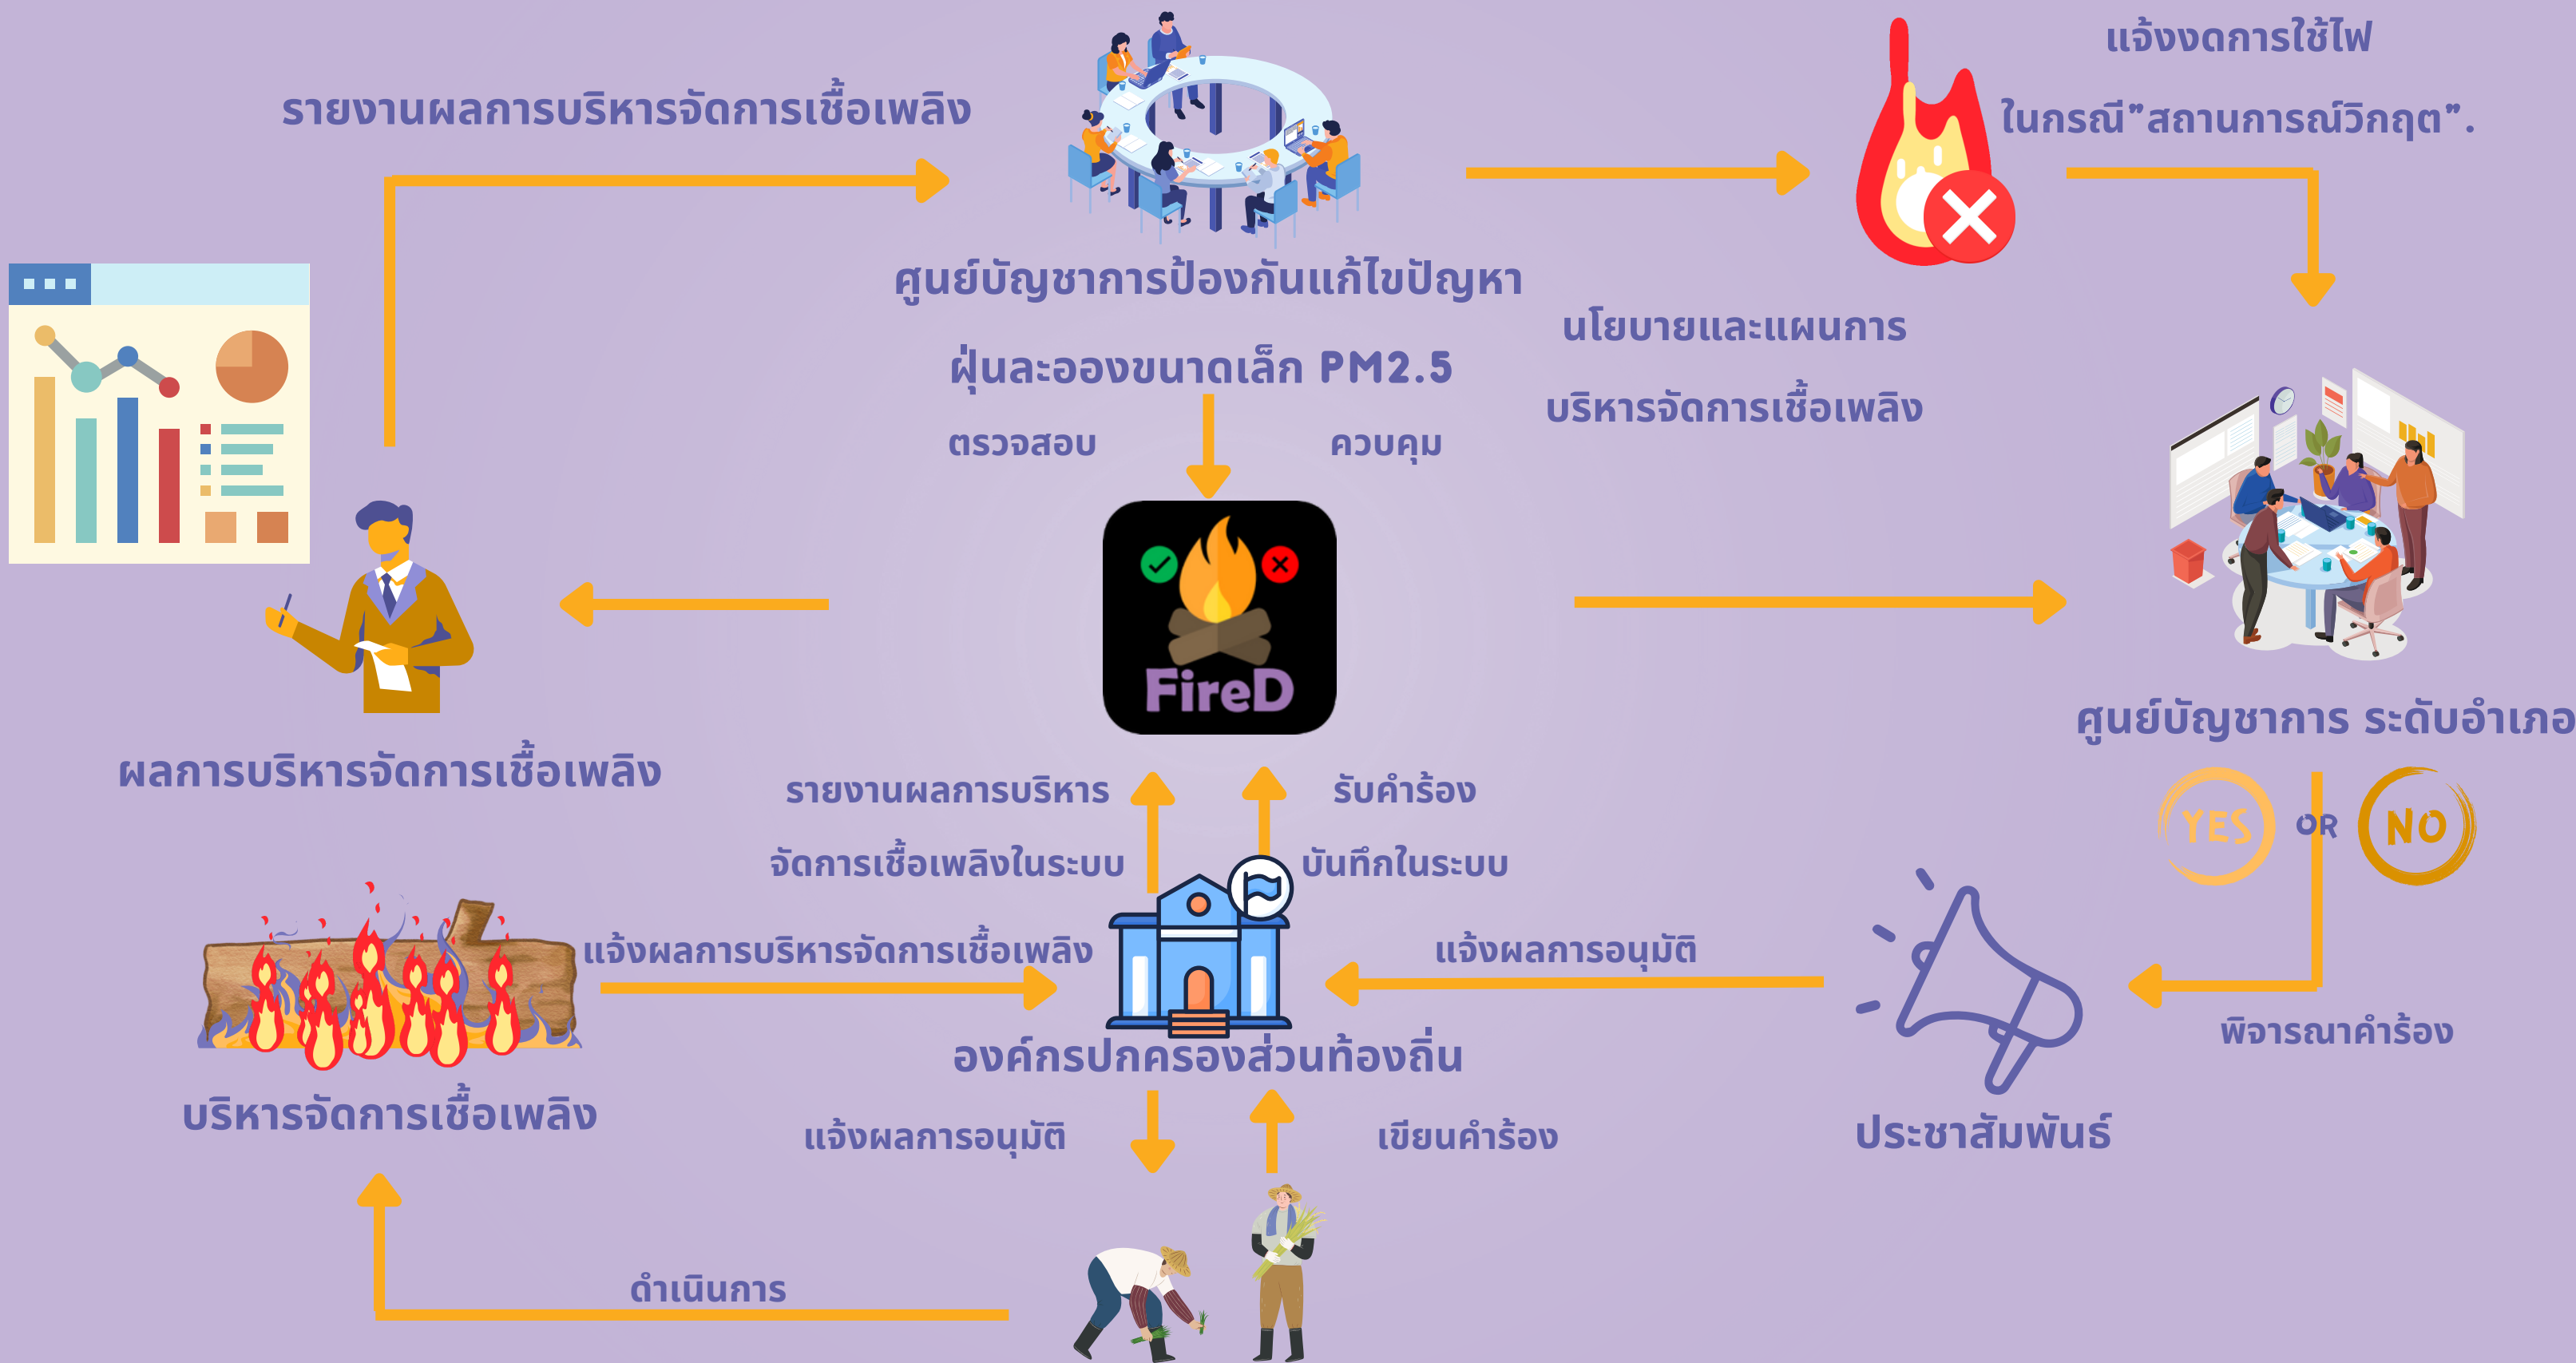 แจ้งงดการใช้ไฟ
ในกรณี"สถานการณ์วิกฤต".
รายงานผลการบริหารจัดการเชื้อเพลิง
ศูนย์บัญชาการป้องกันแก้ไขปัญหา
ฝุ่นละอองขนาดเล็ก PM2.5
นโยบายและแผนการ
บริหารจัดการเชื้อเพลิง
ตรวจสอบ
ควบคุม
FireD
ศูนย์บัญชาการ ระดับอำเภอ
ผลการบริหารจัดการเชื้อเพลิง
รายงานผลการบริหาร
จัดการเชื้อเพลิงในระบบ
รับคำร้อง
บันทึกในระบบ
YES OR NO
แจ้งผลการบริหารจัดการเชื้อเพลิง
แจ้งผลการอนุมัติ
พิจารณาคำร้อง
องค์กรปกครองส่วนท้องถิ่น
บริหารจัดการเชื้อเพลิง
แจ้งผลการอนุมัติ
เขียนคำร้อง
ประชาสัมพันธ์
ดำเนินการ